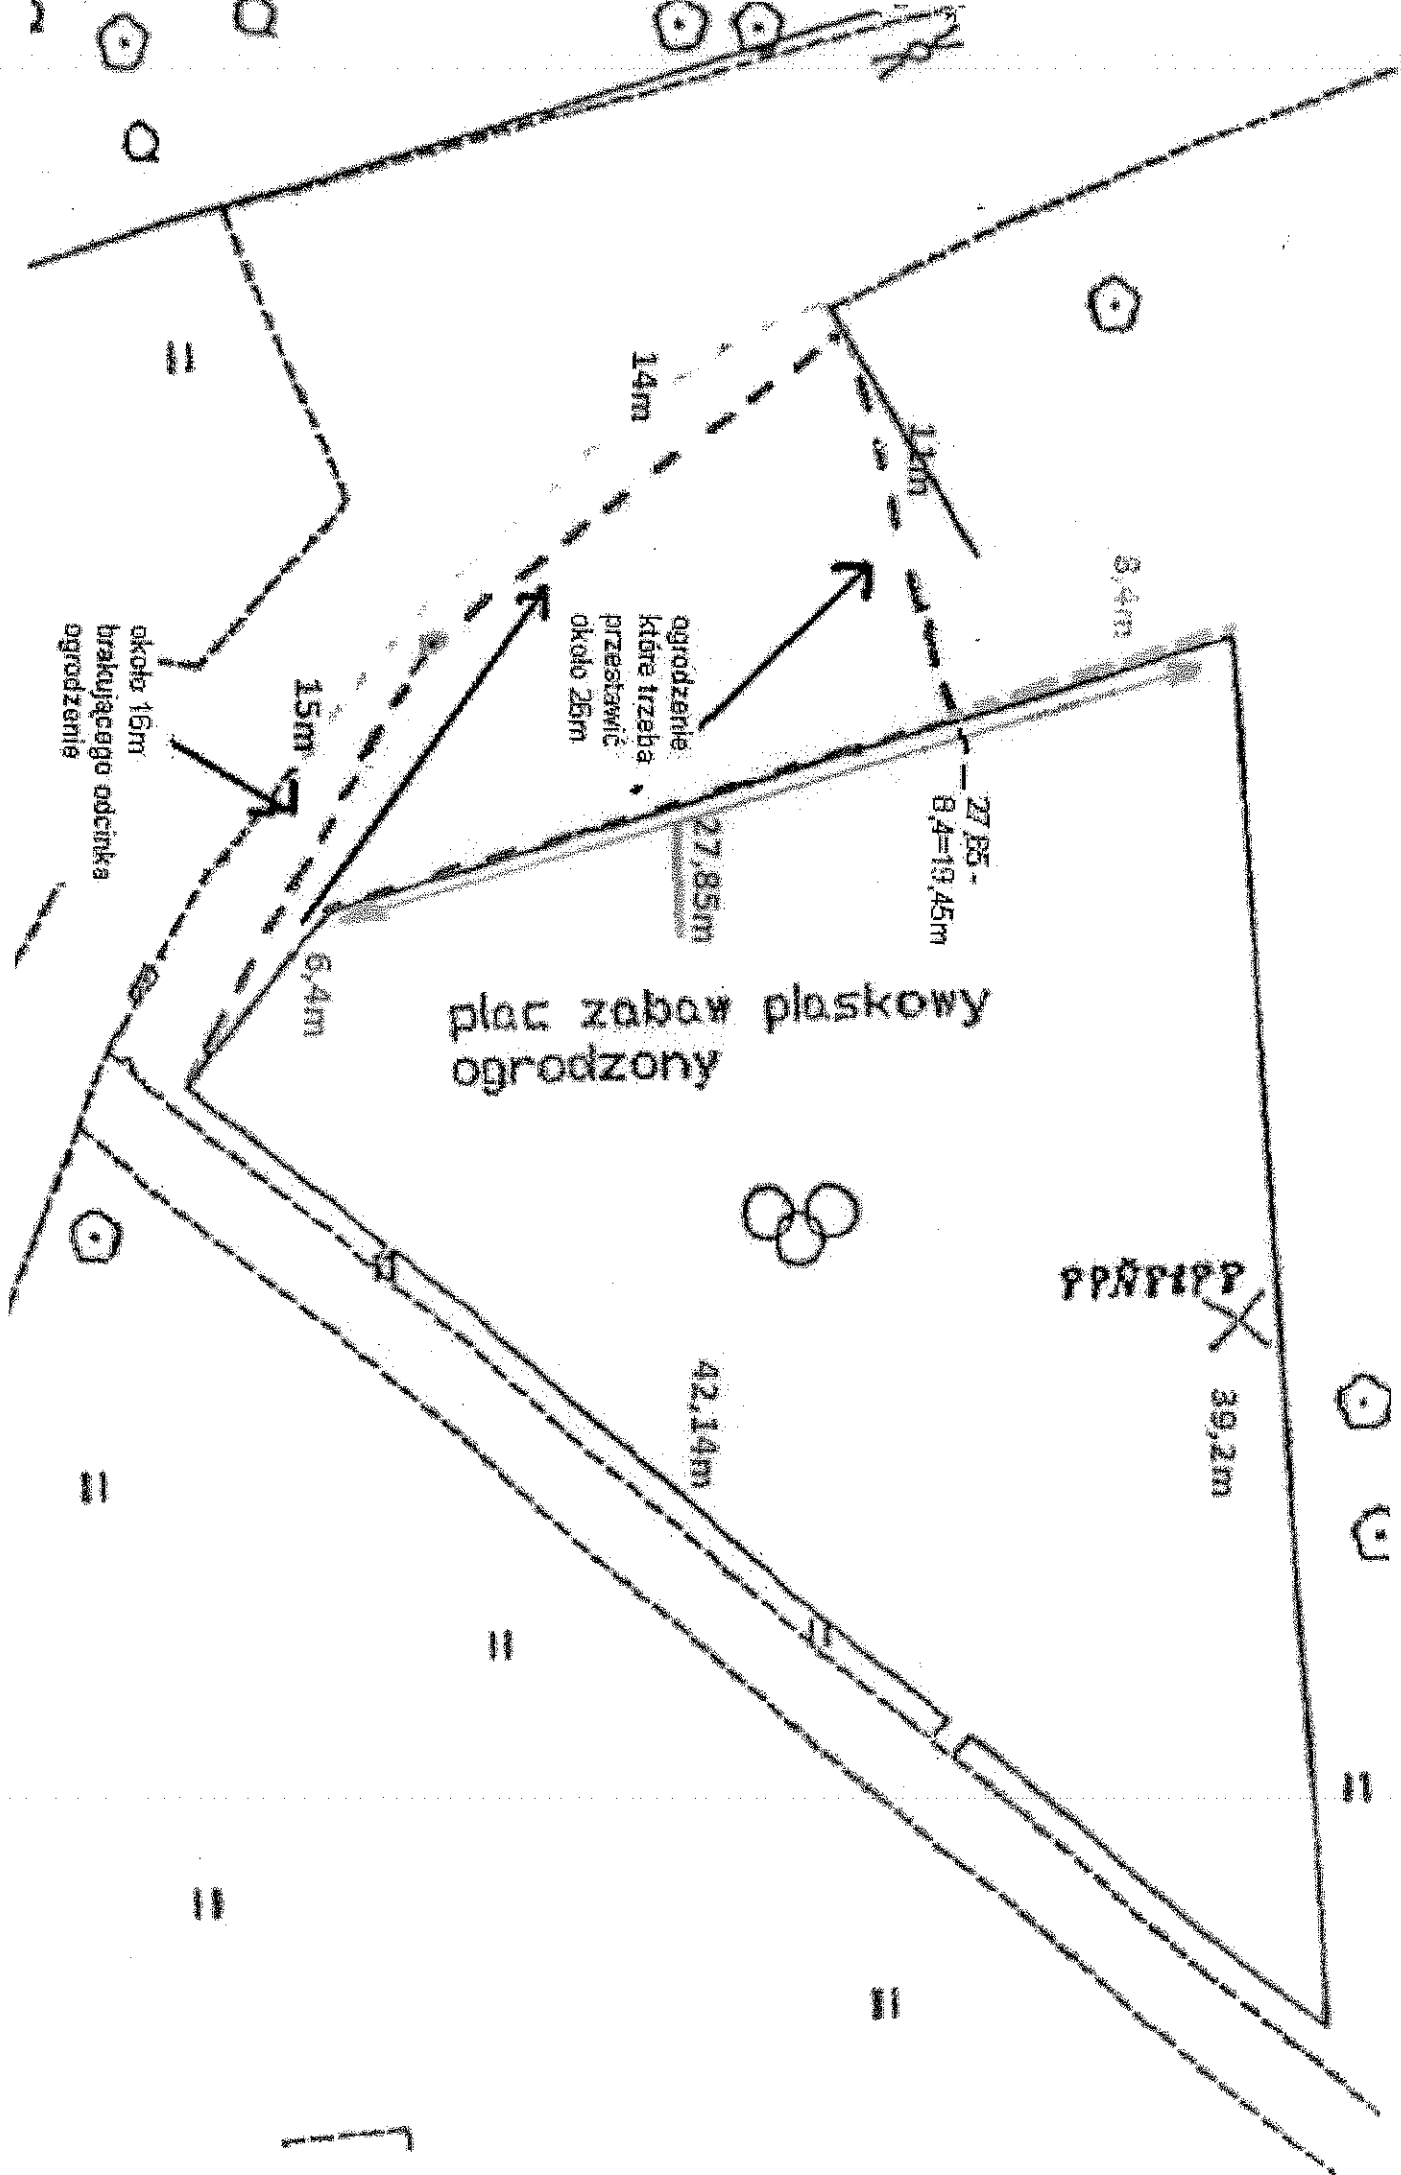 14m
11m
8,4m
ogrodzenie
które trzeba
przestawić
około 26m
15m
około 16m
brakującego odcinka
ogrodzenie
27,85-
8,4=19,45m
27,85m
6,4m
plac zabaw piaskowy
ogrodzony
42,14m
39,2m